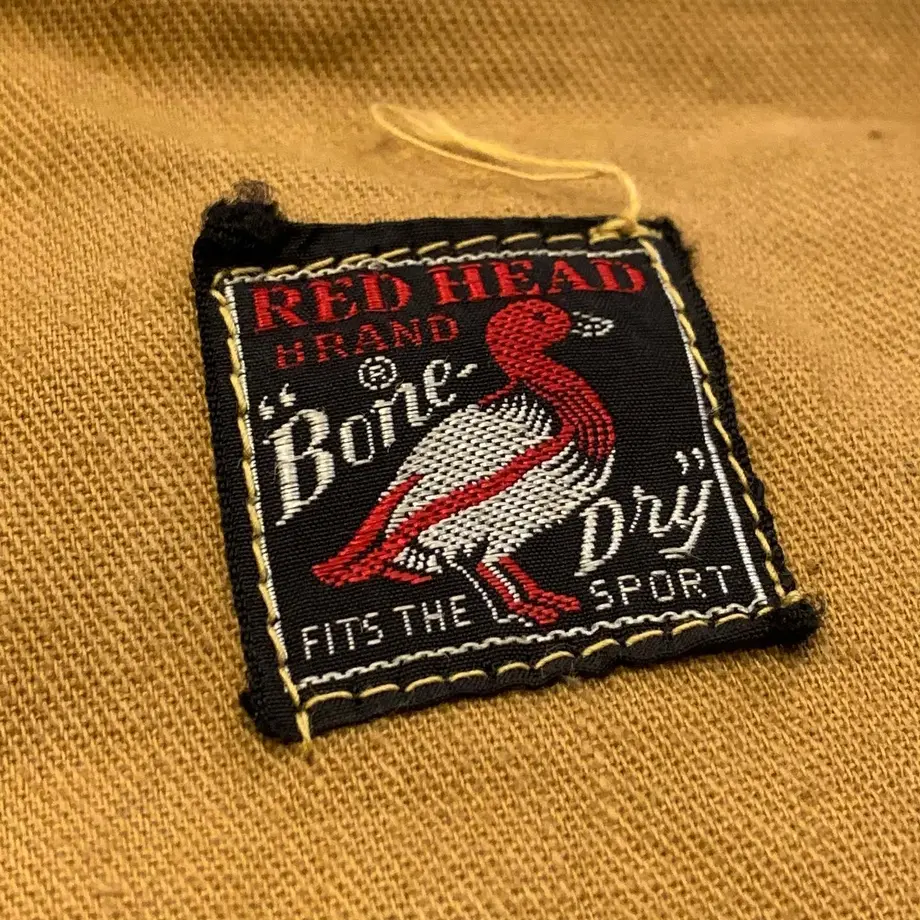 RED HEAD
BRAND
®
“Bone-
Dry”
FITS THE SPORT